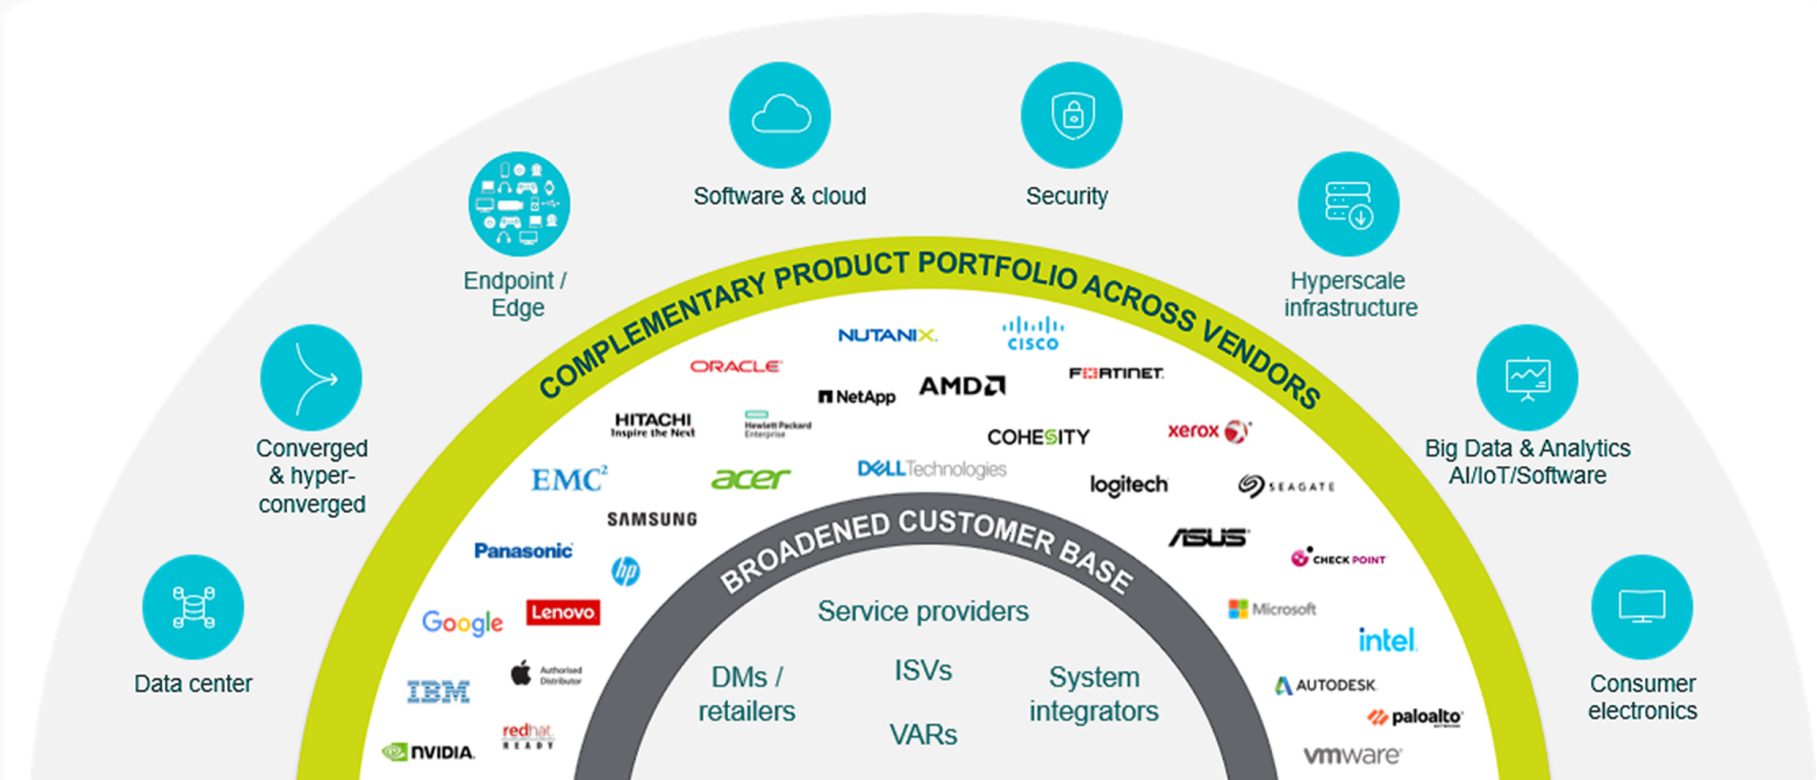 Software & cloud
Security
Endpoint /
Edge
Hyperscale
infrastructure
Converged
& hyper-
converged
Big Data & Analytics
AI/IoT/Software
Data center
Consumer
electronics
COMPLEMENTARY PRODUCT PORTFOLIO ACROSS VENDORS
NUTANIX
CISCO
ORACLE
FORTINET
NetApp
AMD
HITACHI
Inspire the Next
Hewlett Packard
Enterprise
COHESITY
xerox
EMC²
acer
DELL Technologies
logitech
SEAGATE
SAMSUNG
Panasonic
hp
ASUS
CHECK POINT
Google
Lenovo
Microsoft
intel
IBM
Authorised
Distributor
AUTODESK
redhat
READY
paloalto
NETWORKS
NVIDIA
vmware
BROADENED CUSTOMER BASE
Service providers
DMs /
retailers
ISVs
System
integrators
VARs